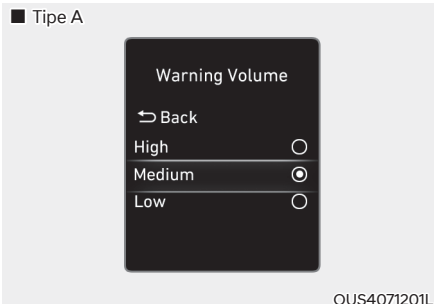 ■ Tipe A
Warning Volume
Back
High
Medium
Low
OUS4071201L